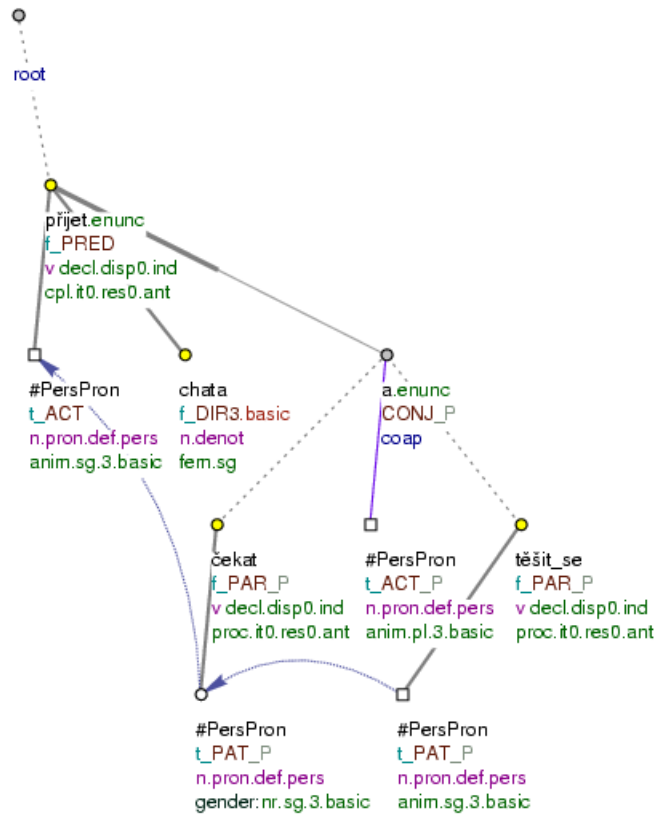 root
přijet.enunc
f_PRED
v decl.disp0.ind
cpl.it0.res0.ant
#PersPron
t_ACT
n.pron.def.pers
anim.sg.3.basic
chata
f_DIR3.basic
n.denot
fem.sg
a.enunc
CONJ_P
coap
čekat
f_PAR_P
v decl.disp0.ind
proc.it0.res0.ant
#PersPron
t_ACT_P
n.pron.def.pers
anim.pl.3.basic
těšit_se
f_PAR_P
v decl.disp0.ind
proc.it0.res0.ant
#PersPron
t_PAT_P
n.pron.def.pers
gender:nr.sg.3.basic
#PersPron
t_PAT_P
n.pron.def.pers
anim.sg.3.basic